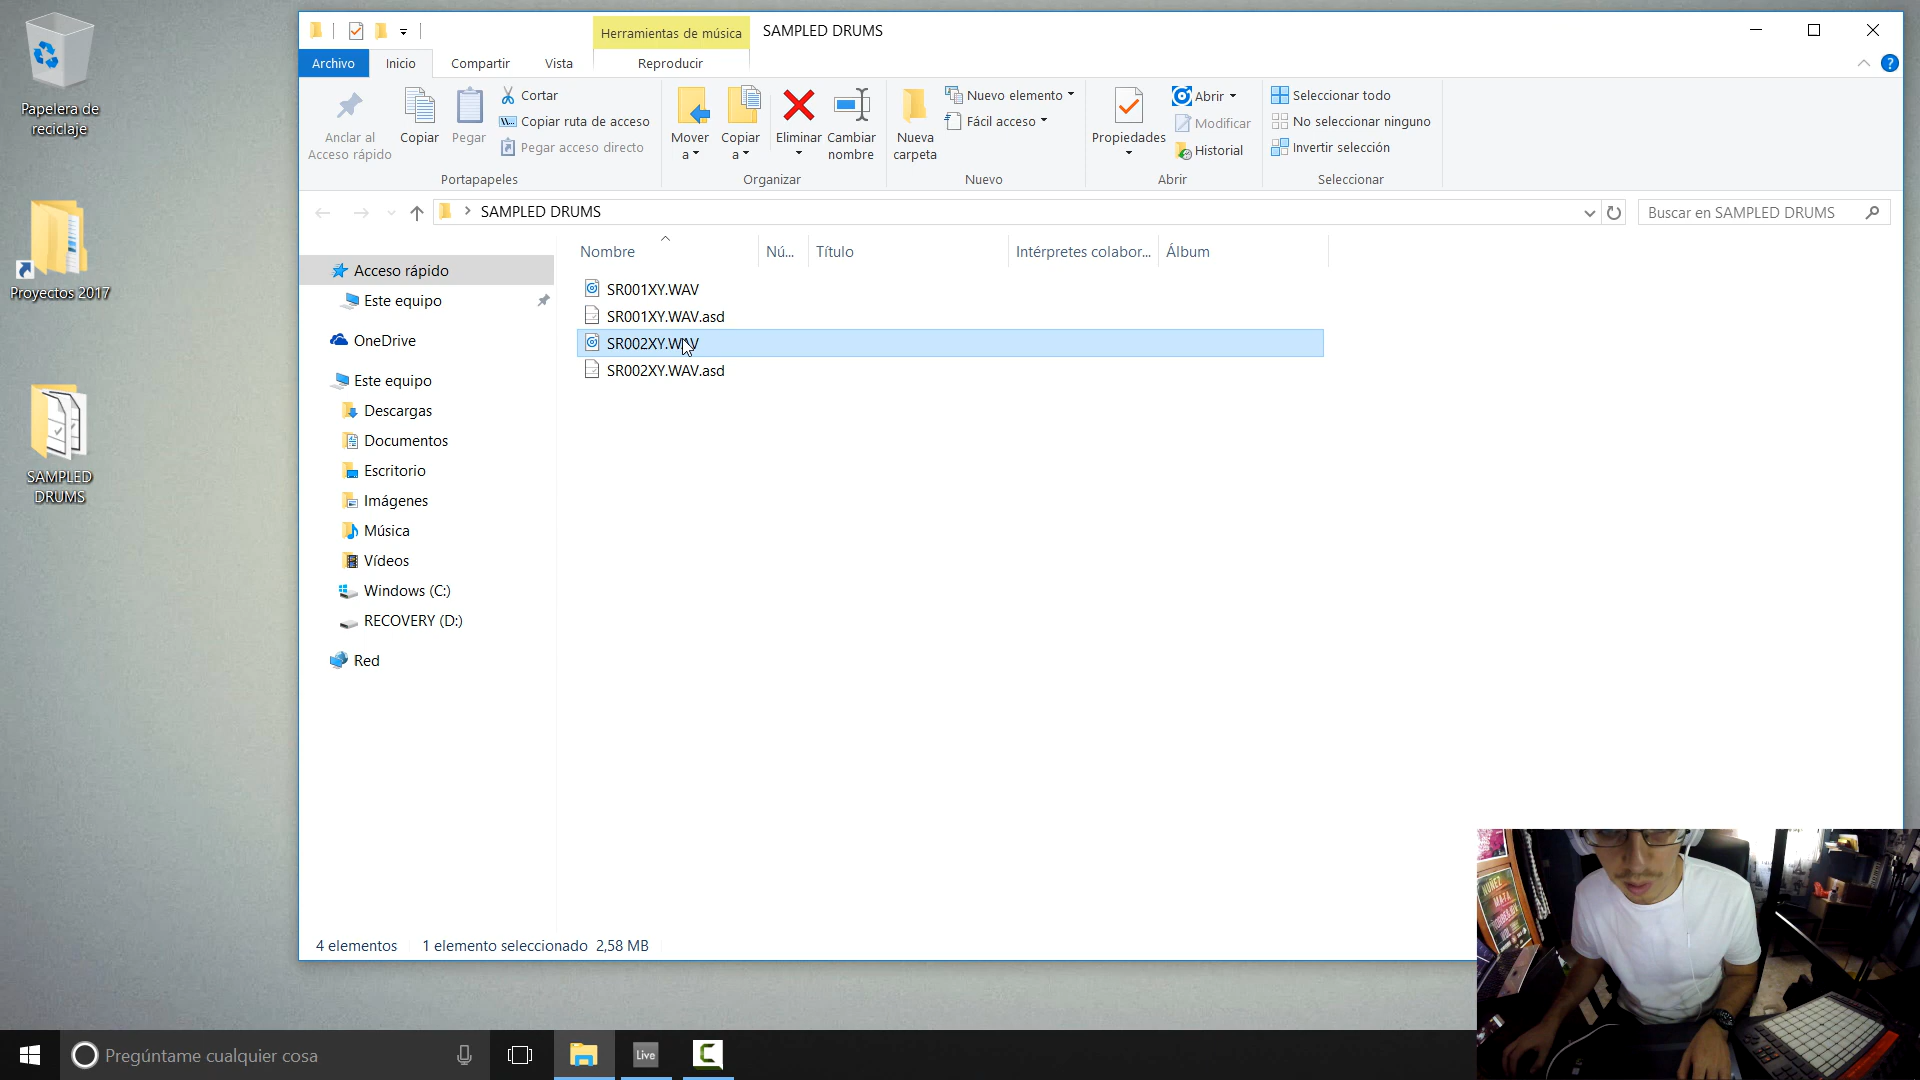 Papelera de
reciclaje
Proyectos 2017
SAMPLED
DRUMS
Herramientas de música
SAMPLED DRUMS
Archivo
Inicio
Compartir
Vista
Reproducir
Anclar al
Acceso rápido
Copiar
Pegar
Cortar
Copiar ruta de acceso
Pegar acceso directo
Portapapeles
Mover
a
Copiar
a
Eliminar
Cambiar
nombre
Organizar
Nueva
carpeta
Nuevo elemento
Fácil acceso
Nuevo
Propiedades
Abrir
Modificar
Historial
Abrir
Seleccionar todo
No seleccionar ninguno
Invertir selección
Seleccionar
SAMPLED DRUMS
Buscar en SAMPLED DRUMS
Nombre
Nú...
Título
Intérpretes colabor...
Álbum
Acceso rápido
Este equipo
OneDrive
Este equipo
Descargas
Documentos
Escritorio
Imágenes
Música
Vídeos
Windows (C:)
RECOVERY (D:)
Red
SR001XY.WAV
SR001XY.WAV.asd
SR002XY.WAV
SR002XY.WAV.asd
4 elementos
1 elemento seleccionado 2,58 MB
NUÑEZ
MATA
Pregúntame cualquier cosa
Live